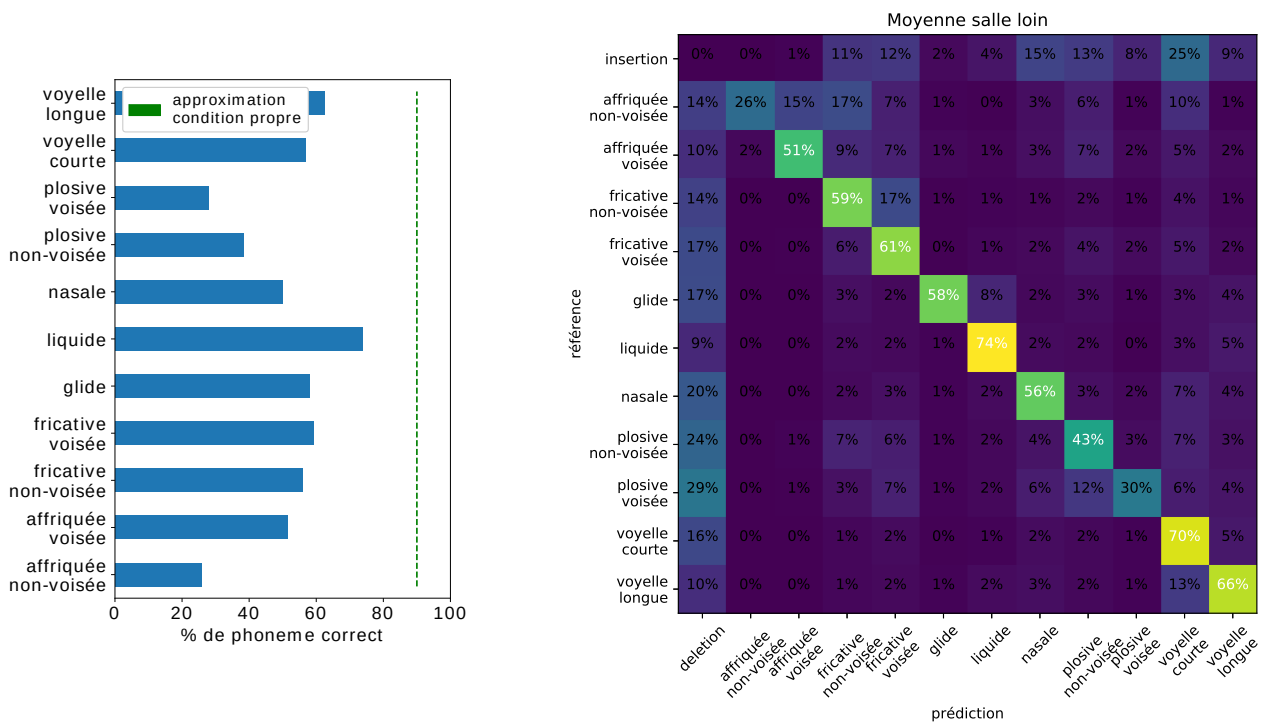 voyelle
longue
voyelle
courte
plosive
voisée
plosive
non-voisée
nasale
liquide
glide
fricative
voisée
fricative
non-voisée
affriquée
voisée
affriquée
non-voisée
approximation
condition propre
0 20 40 60 80 100
% de phoneme correct
Moyenne salle loin
référence
insertion 0% 0% 1% 11% 12% 2% 4% 15% 13% 8% 25% 9%
affriquée
non-voisée 14% 26% 15% 17% 7% 1% 0% 3% 6% 1% 10% 1%
affriquée
voisée 10% 2% 51% 9% 7% 1% 1% 3% 7% 2% 5% 2%
fricative
non-voisée 14% 0% 0% 59% 17% 1% 1% 1% 2% 1% 4% 1%
fricative
voisée 17% 0% 0% 6% 61% 0% 1% 2% 4% 2% 5% 2%
glide 17% 0% 0% 3% 2% 58% 8% 2% 3% 1% 3% 4%
liquide 9% 0% 0% 2% 2% 1% 74% 2% 2% 0% 3% 5%
nasale 20% 0% 0% 2% 3% 1% 2% 56% 3% 2% 7% 4%
plosive
non-voisée 24% 0% 1% 7% 6% 1% 2% 4% 43% 3% 7% 3%
plosive
voisée 29% 0% 1% 3% 7% 1% 2% 6% 12% 30% 6% 4%
voyelle
courte 16% 0% 0% 1% 2% 0% 1% 2% 2% 1% 70% 5%
voyelle
longue 10% 0% 0% 1% 2% 1% 2% 3% 2% 1% 13% 66%
deletion
affriquée
non-voisée
affriquée
voisée
fricative
non-voisée
fricative
voisée
glide
liquide
nasale
plosive
non-voisée
plosive
voisée
voyelle
courte
voyelle
longue
prédiction